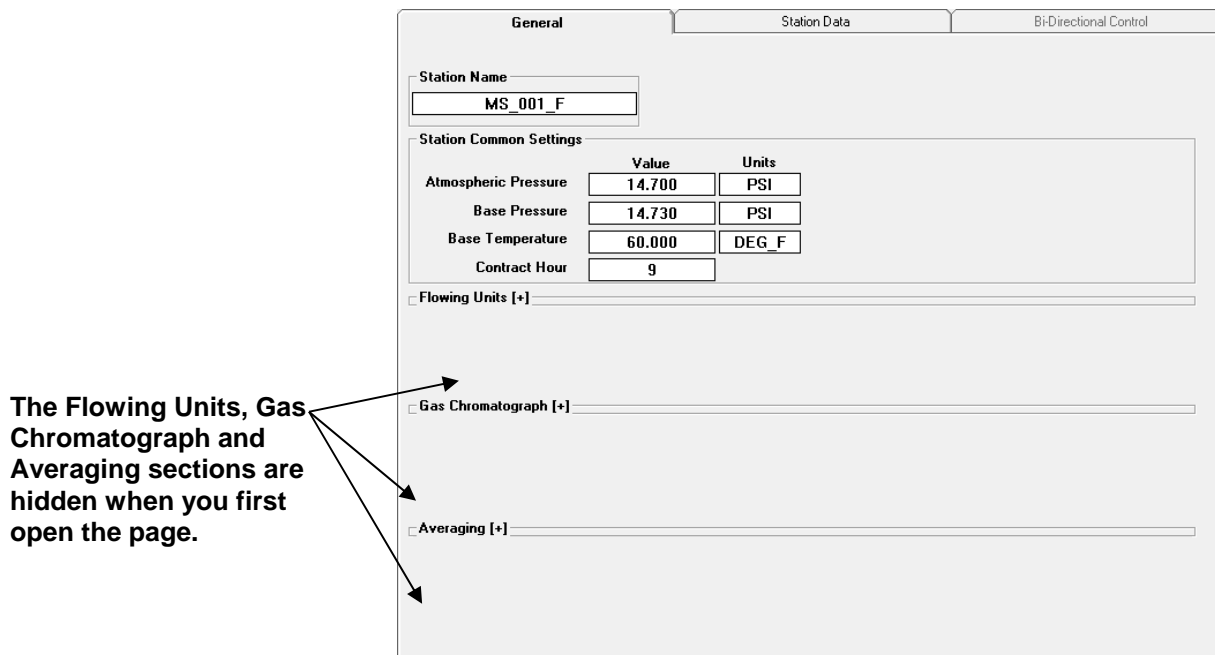 General Station Data Bi-Directional Control
Station Name
MS_001_F
Station Common Settings
Value Units
Atmospheric Pressure 14.700 PSI
Base Pressure 14.730 PSI
Base Temperature 60.000 DEG_F
Contract Hour 9
Flowing Units [+]
Gas Chromatograph [+]
Averaging [+]
The Flowing Units, Gas
Chromatograph and
Averaging sections are
hidden when you first
open the page.